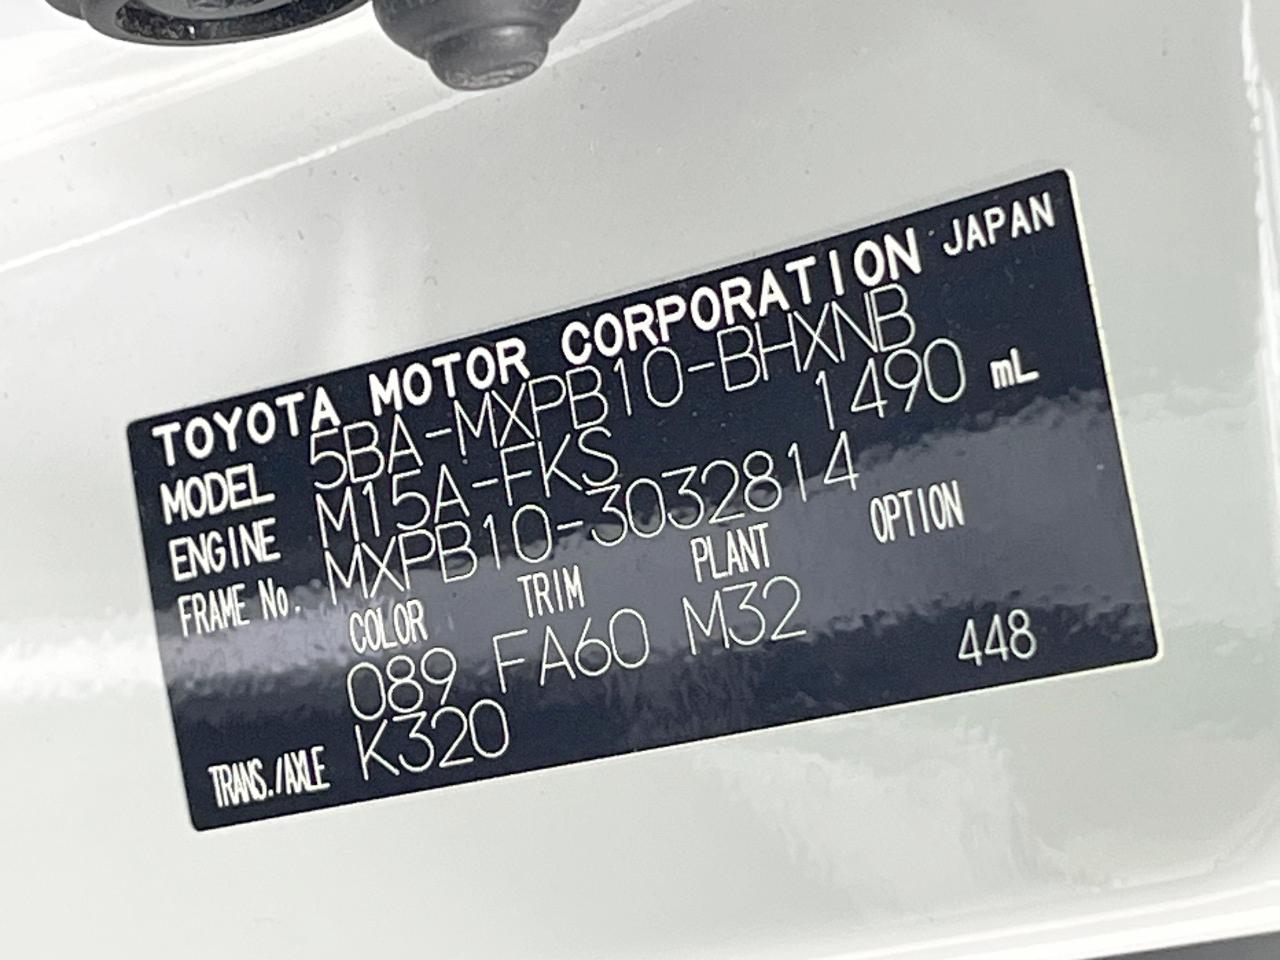 TOYOTA MOTOR CORPORATION JAPAN
MODEL 5BA-MXPB10-BHXNB
ENGINE M15A-FKS 1490 mL
FRAME No. MXPB10-3032814
COLOR TRIM PLANT OPTION
089 FA60 M32
TRANS./AXLE K320 448